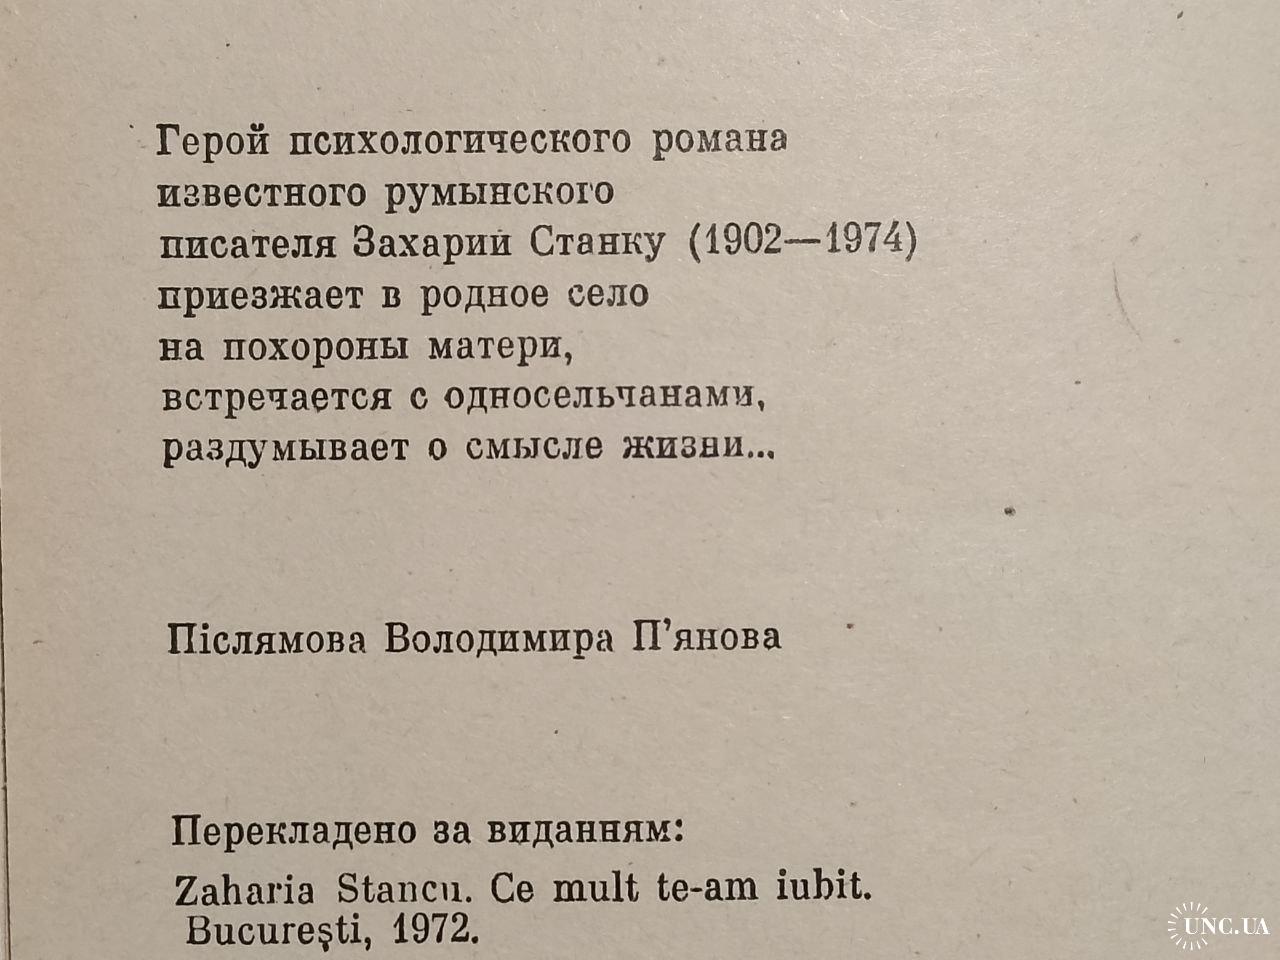 Герой психологического романа
известного румынского
писателя Захарии Станку (1902—1974)
приезжает в родное село
на похороны матери,
встречается с односельчанами,
раздумывает о смысле жизни...
Післямова Володимира П’янова
Перекладено за виданням:
Zaharia Stancu. Ce mult te-am iubit.
Bucureşti, 1972.
UNC.UA